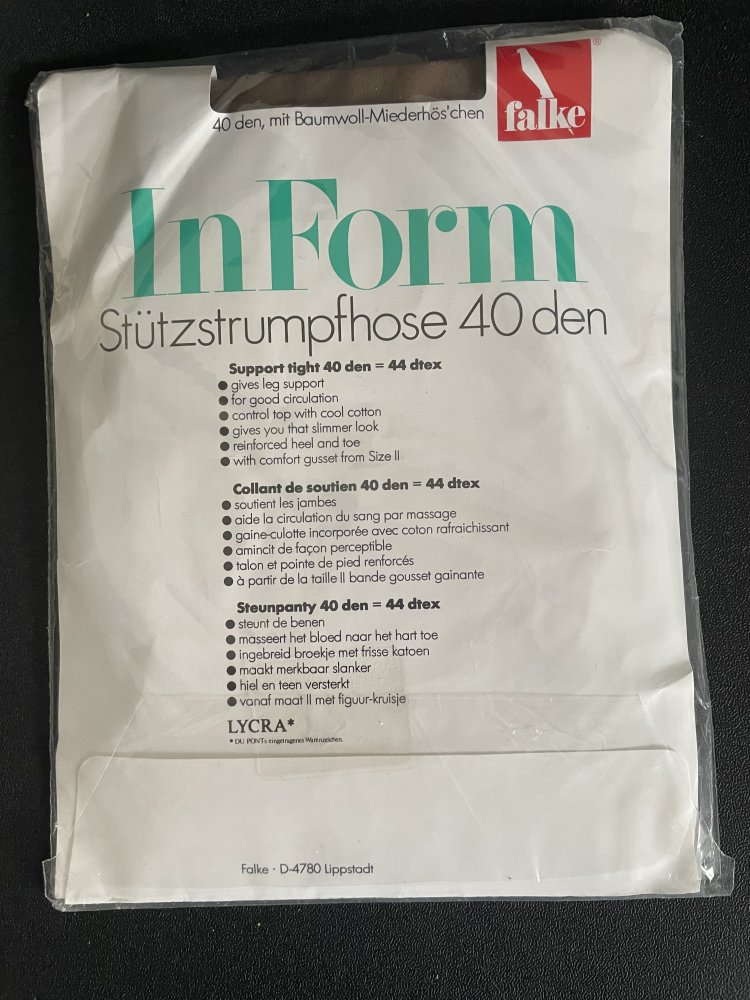 falke®
40 den, mit Baumwoll-Miederhös'chen
In Form
Stützstrumpfhose 40 den
Support tight 40 den = 44 dtex
● gives leg support
● for good circulation
● control top with cool cotton
● gives you that slimmer look
● reinforced heel and toe
● with comfort gusset from Size II
Collant de soutien 40 den = 44 dtex
● soutient les jambes
● aide la circulation du sang par massage
● gaine-culotte incorporée avec coton rafraichissant
● amincit de façon perceptible
● talon et pointe de pied renforcés
● à partir de la taille II bande gousset gainante
Steunpanty 40 den = 44 dtex
● steunt de benen
● masseert het bloed naar het hart toe
● ingebreid broekje met frisse katoen
● maakt merkbaar slanker
● hiel en teen versterkt
● vanaf maat II met figuur-kruisje
LYCRA*
* DU PONTs eingetragenes Warenzeichen.
Falke · D-4780 Lippstadt